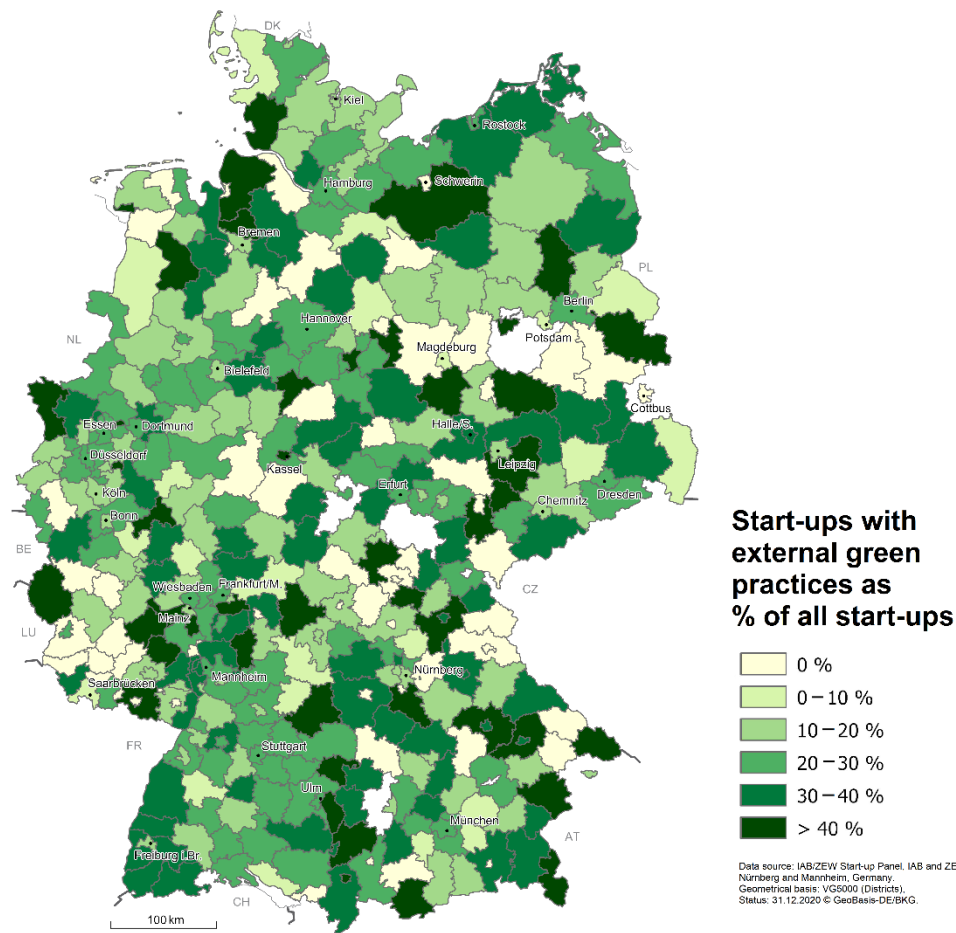 DK
Kiel
Rostock
Hamburg
Schwerin
Bremen
PL
Berlin
Hannover
Potsdam
NL
Magdeburg
Bielefeld
Cottbus
Essen
Dortmund
Halle/S.
Düsseldorf
Kassel
Leipzig
Erfurt
Dresden
Köln
Chemnitz
Bonn
BE
Wiesbaden
Frankfurt/M.
CZ
Mainz
LU
Mannheim
Nürnberg
Saarbrücken
FR
Stuttgart
Ulm
München
AT
Freiburg i.Br.
CH
100 km
Start-ups with
external green
practices as
% of all start-ups
0 %
0–10 %
10–20 %
20–30 %
30–40 %
> 40 %
Data source: IAB/ZEW Start-up Panel, IAB and ZE
Nürnberg and Mannheim, Germany.
Geometrical basis: VG5000 (Districts),
Status: 31.12.2020 © GeoBasis-DE/BKG.